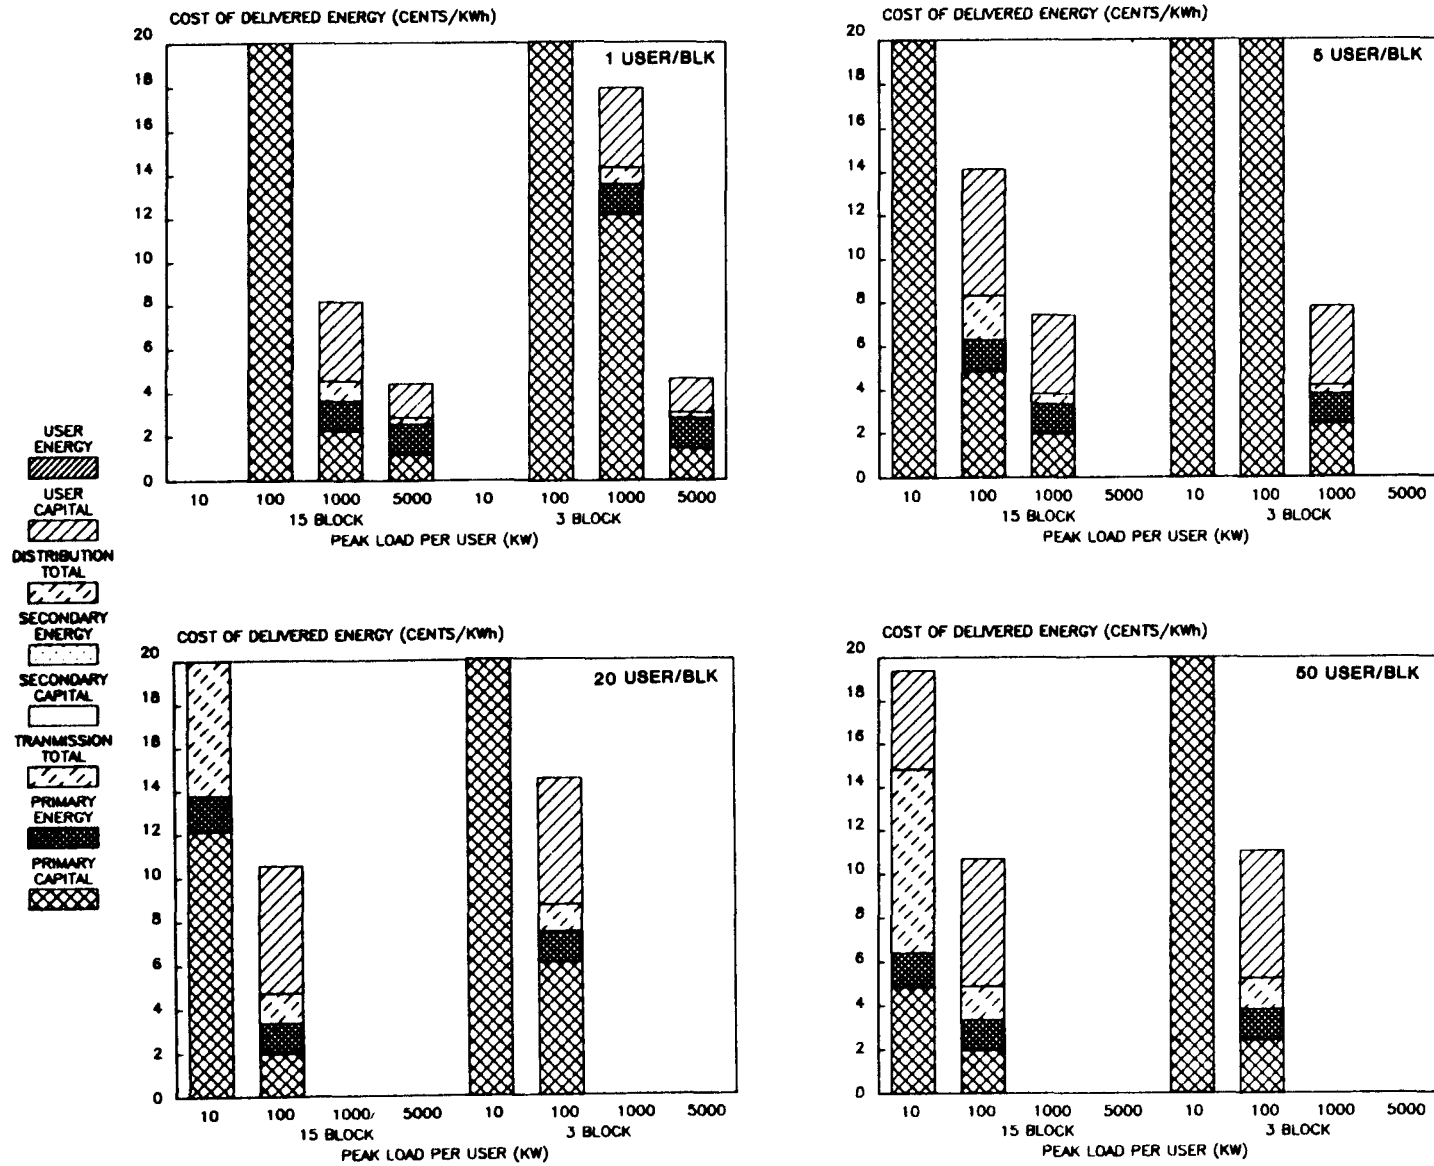 COST OF DELIVERED ENERGY (CENTS/KWh)
1 USER/BLK
20
18
16
14
12
10
8
6
4
2
0
10 100 1000 5000 10 100 1000 5000
15 BLOCK 3 BLOCK
PEAK LOAD PER USER (KW)
COST OF DELIVERED ENERGY (CENTS/KWh)
5 USER/BLK
20
18
16
14
12
10
8
6
4
2
0
10 100 1000 5000 10 100 1000 5000
15 BLOCK 3 BLOCK
PEAK LOAD PER USER (KW)
USER
ENERGY
USER
CAPITAL
DISTRIBUTION
TOTAL
SECONDARY
ENERGY
SECONDARY
CAPITAL
TRANMISSION
TOTAL
PRIMARY
ENERGY
PRIMARY
CAPITAL
COST OF DELIVERED ENERGY (CENTS/KWh)
20 USER/BLK
20
18
16
14
12
10
8
6
4
2
0
10 100 1000 5000 10 100 1000 5000
15 BLOCK 3 BLOCK
PEAK LOAD PER USER (KW)
COST OF DELIVERED ENERGY (CENTS/KWh)
50 USER/BLK
20
18
16
14
12
10
8
6
4
2
0
10 100 1000 5000 10 100 1000 5000
15 BLOCK 3 BLOCK
PEAK LOAD PER USER (KW)